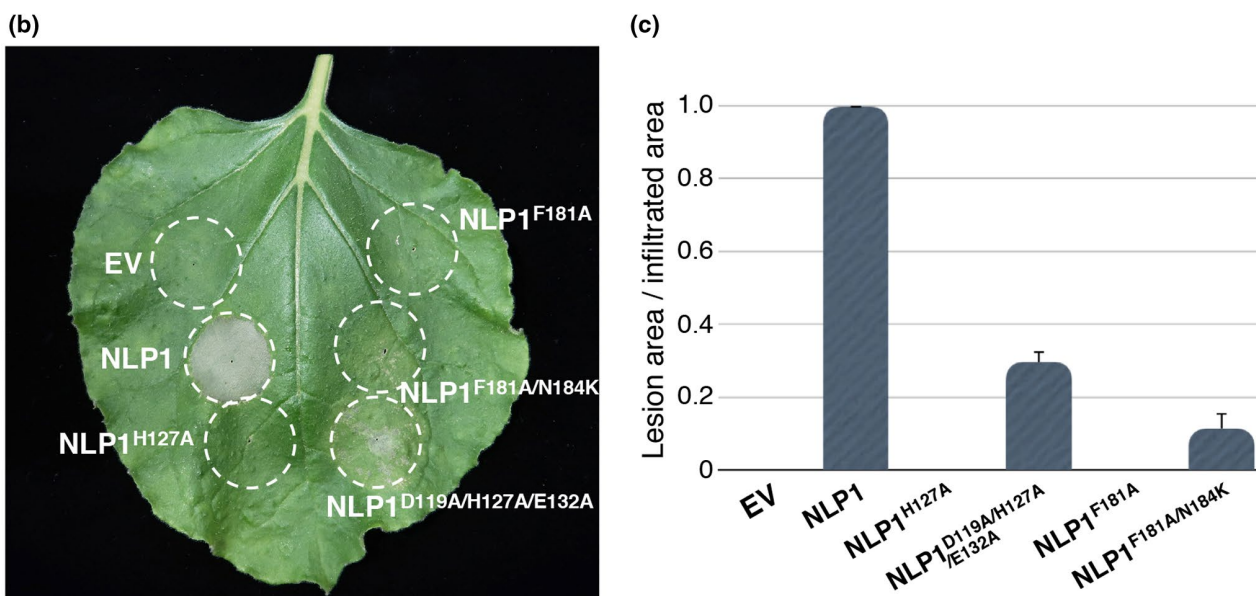 (b)
NLP1F181A
EV
NLP1
NLP1F181A/N184K
NLP1H127A
NLP1D119A/H127A/E132A
(c)
Lesion area / infiltrated area
1.0
0.8
0.6
0.4
0.2
0
EV
NLP1
NLP1H127A
NLP1D119A/H127A
/E132A
NLP1F181A
NLP1F181A/N184K